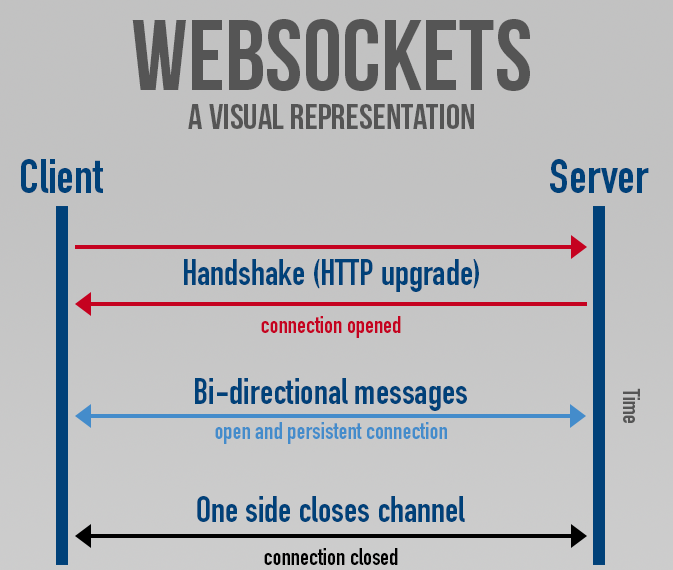 WEBSOCKETS
A VISUAL REPRESENTATION
Client
Server
Handshake (HTTP upgrade)
connection opened
Bi-directional messages
open and persistent connection
Time
One side closes channel
connection closed